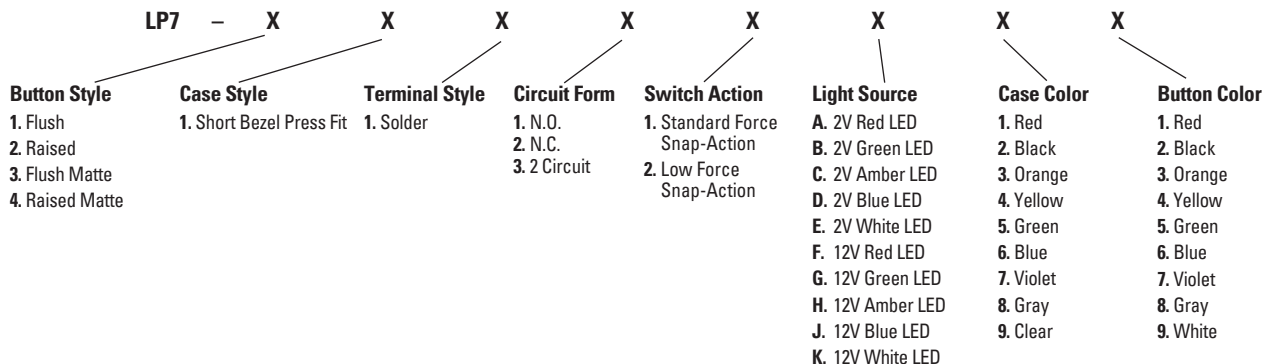 LP7 – X X X X X X X X
Button Style
1. Flush
2. Raised
3. Flush Matte
4. Raised Matte
Case Style
1. Short Bezel Press Fit
Terminal Style
1. Solder
Circuit Form
1. N.O.
2. N.C.
3. 2 Circuit
Switch Action
1. Standard Force
Snap-Action
2. Low Force
Snap-Action
Light Source
A. 2V Red LED
B. 2V Green LED
C. 2V Amber LED
D. 2V Blue LED
E. 2V White LED
F. 12V Red LED
G. 12V Green LED
H. 12V Amber LED
J. 12V Blue LED
K. 12V White LED
Case Color
1. Red
2. Black
3. Orange
4. Yellow
5. Green
6. Blue
7. Violet
8. Gray
9. Clear
Button Color
1. Red
2. Black
3. Orange
4. Yellow
5. Green
6. Blue
7. Violet
8. Gray
9. White